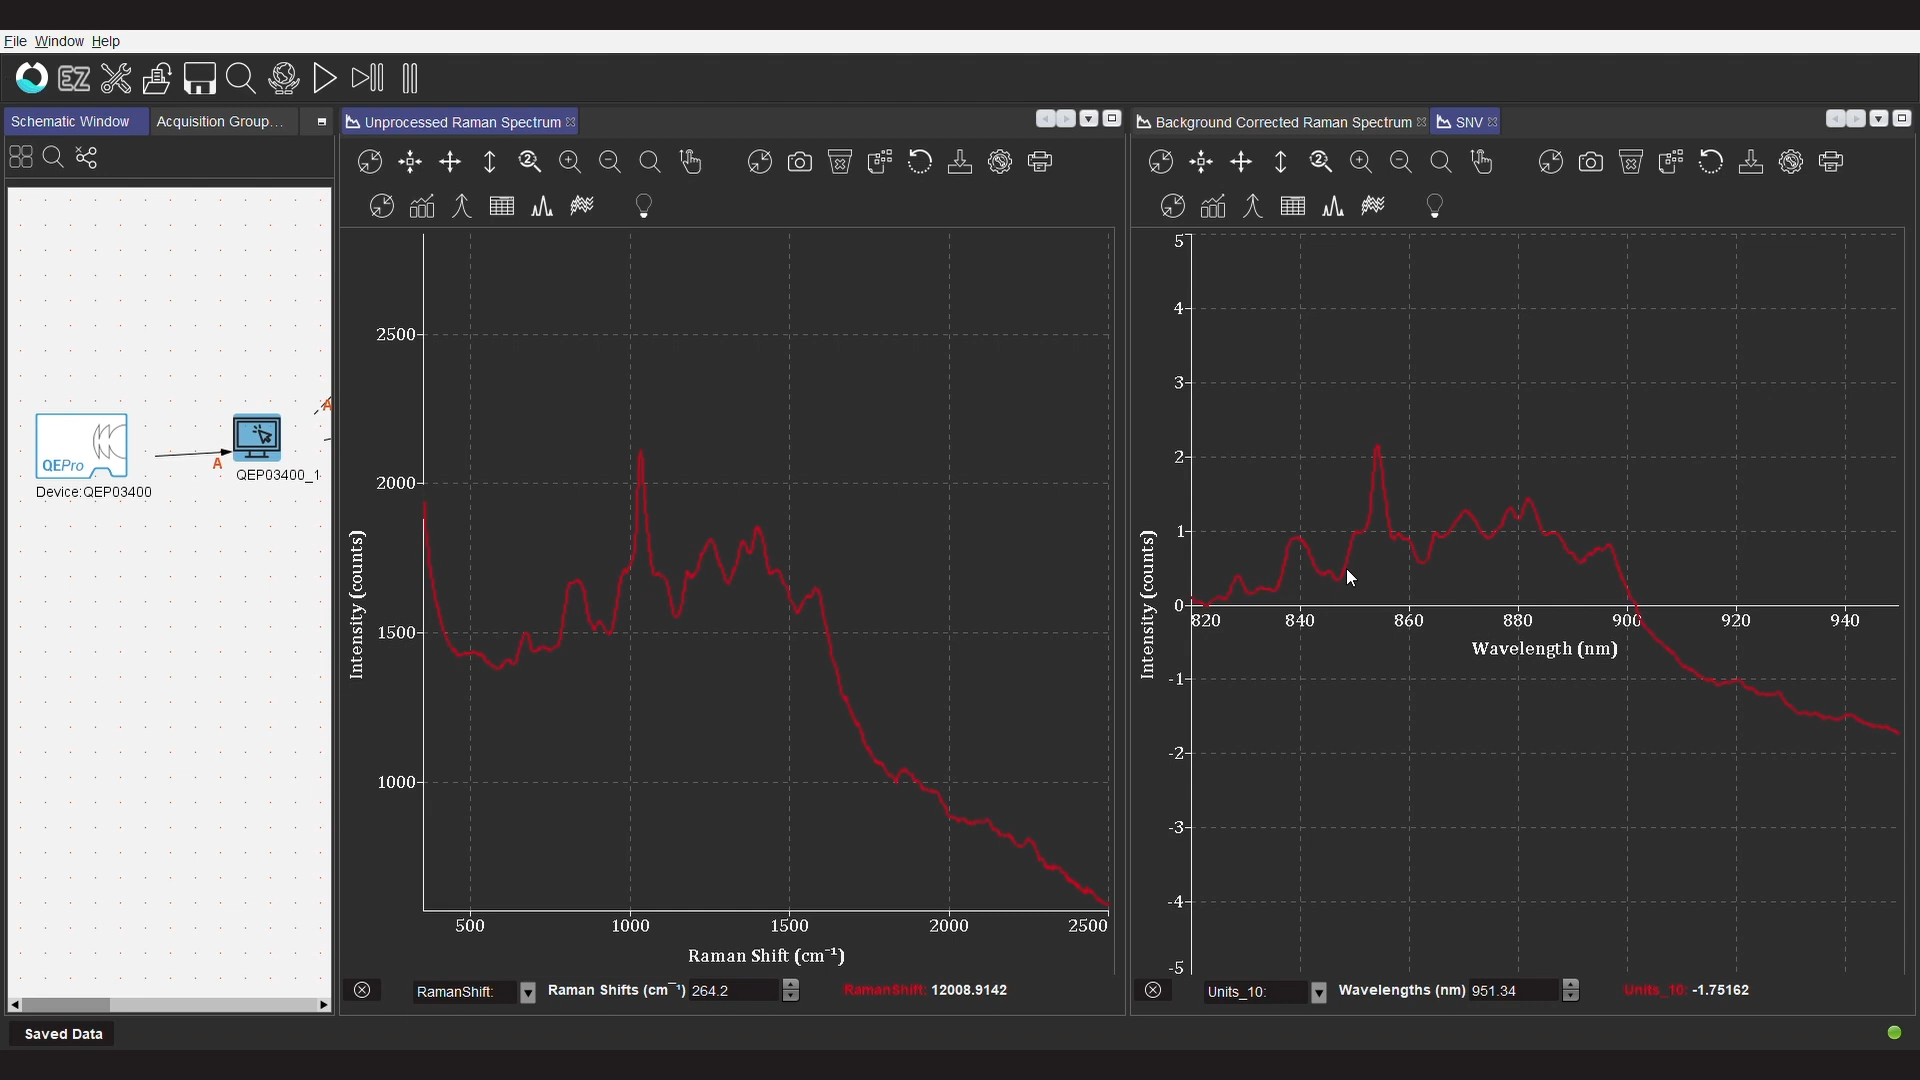 File Window Help
EZ
Schematic Window Acquisition Group...
QEPro
Device:QEP03400
A
QEP03400_1
A
Saved Data
Unprocessed Raman Spectrum
2
Intensity (counts)
2500
2000
1500
1000
500 1000 1500 2000 2500
Raman Shift (cm⁻¹)
RamanShift: Raman Shifts (cm⁻¹) 264.2 RamanShift: 12008.9142
Background Corrected Raman Spectrum SNV
2
Intensity (counts)
5
4
3
2
1
0
820 840 860 880 900 920 940
Wavelength (nm)
-1
-2
-3
-4
-5
Units_10: Wavelengths (nm) 951.34 Units_10: -1.75162